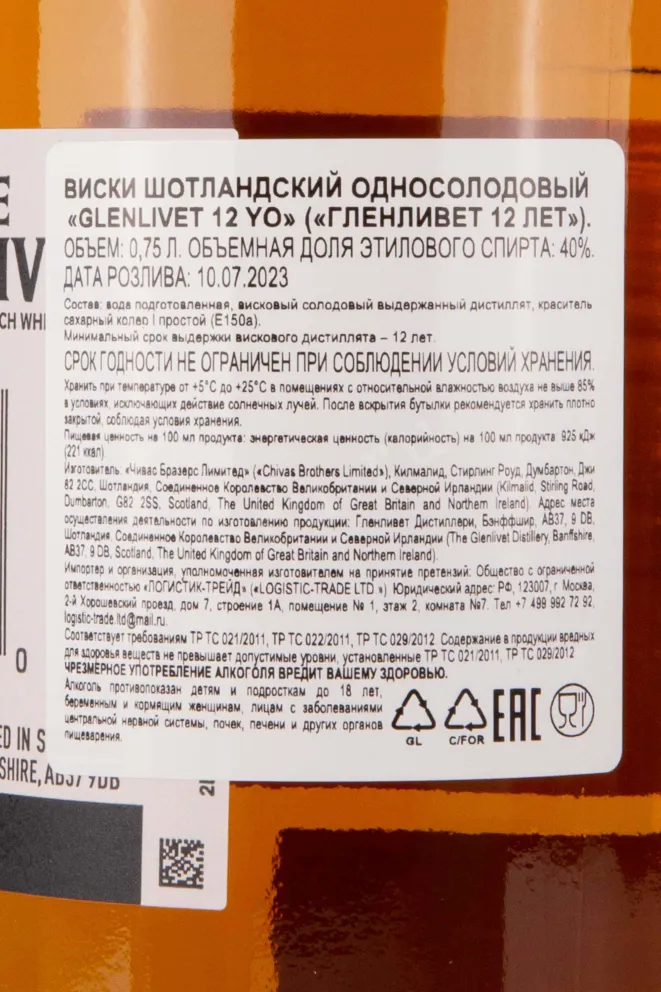 E
IV
CH WHI
ВИСКИ ШОТЛАНДСКИЙ ОДНОСОЛОДОВЫЙ
«GLENLIVET 12 YO» («ГЛЕНЛИВЕТ 12 ЛЕТ»).
ОБЪЕМ: 0,75 Л. ОБЪЕМНАЯ ДОЛЯ ЭТИЛОВОГО СПИРТА: 40%.
ДАТА РОЗЛИВА: 10.07.2023
Состав: вода подготовленная, висковый солодовый выдержанный дистиллят, краситель
сахарный колер I простой (Е150а).
Минимальный срок выдержки вискового дистиллята – 12 лет.
СРОК ГОДНОСТИ НЕ ОГРАНИЧЕН ПРИ СОБЛЮДЕНИИ УСЛОВИЙ ХРАНЕНИЯ.
Хранить при температуре от +5°С до +25°С в помещениях с относительной влажностью воздуха не выше 85%
в условиях, исключающих действие солнечных лучей. После вскрытия бутылки рекомендуется хранить плотно
закрытой, соблюдая условия хранения.
Пищевая ценность на 100 мл продукта: энергетическая ценность (калорийность) на 100 мл продукта 925 кДж
(221 ккал)
Изготовитель: «Чивас Бразерс Лимитед» («Chivas Brothers Limited»), Килмалид, Стирлинг Роуд, Думбартон, Джи
82 2СС, Шотландия, Соединенное Королевство Великобритании и Северной Ирландии (Kilmalid, Stirling Road,
Dumbarton, G82 2SS, Scotland, The United Kingdom of Great Britain and Northern Ireland). Адрес места
осуществления деятельности по изготовлению продукции: Гленливет Дистиллери, Бэнффшир, AB37, 9 DB,
Шотландия, Соединенное Королевство Великобритании и Северной Ирландии (The Glenlivet Distillery, Banffshire,
AB37, 9 DB, Scotland, The United Kingdom of Great Britain and Northern Ireland).
Импортер и организация, уполномоченная изготовителем на принятие претензий: Общество с ограниченной
ответственностью «ЛОГИСТИК-ТРЕЙД» («LOGISTIC-TRADE LTD.») Юридический адрес: РФ, 123007, г Москва,
2-й Хорошевский проезд, дом 7, строение 1А, помещение № 1, этаж 2, комната №7. Тел +7 499 992 72 92,
logistic-trade.ltd@mail.ru.
Соответствует требованиям ТР ТС 021/2011, ТР ТС 022/2011, ТР ТС 029/2012. Содержание в продукции вредных
для здоровья веществ не превышает допустимые уровни, установленные ТР ТС 021/2011, ТР ТС 029/2012
ЧРЕЗМЕРНОЕ УПОТРЕБЛЕНИЕ АЛКОГОЛЯ ВРЕДИТ ВАШЕМУ ЗДОРОВЬЮ.
Алкоголь противопоказан детям и подросткам до 18 лет,
беременным и кормящим женщинам, лицам с заболеваниями
центральной нервной системы, почек, печени и других органов
пищеварения.
GL C/FOR EAC
0
ED IN S
SHIRE, AB37 9DB